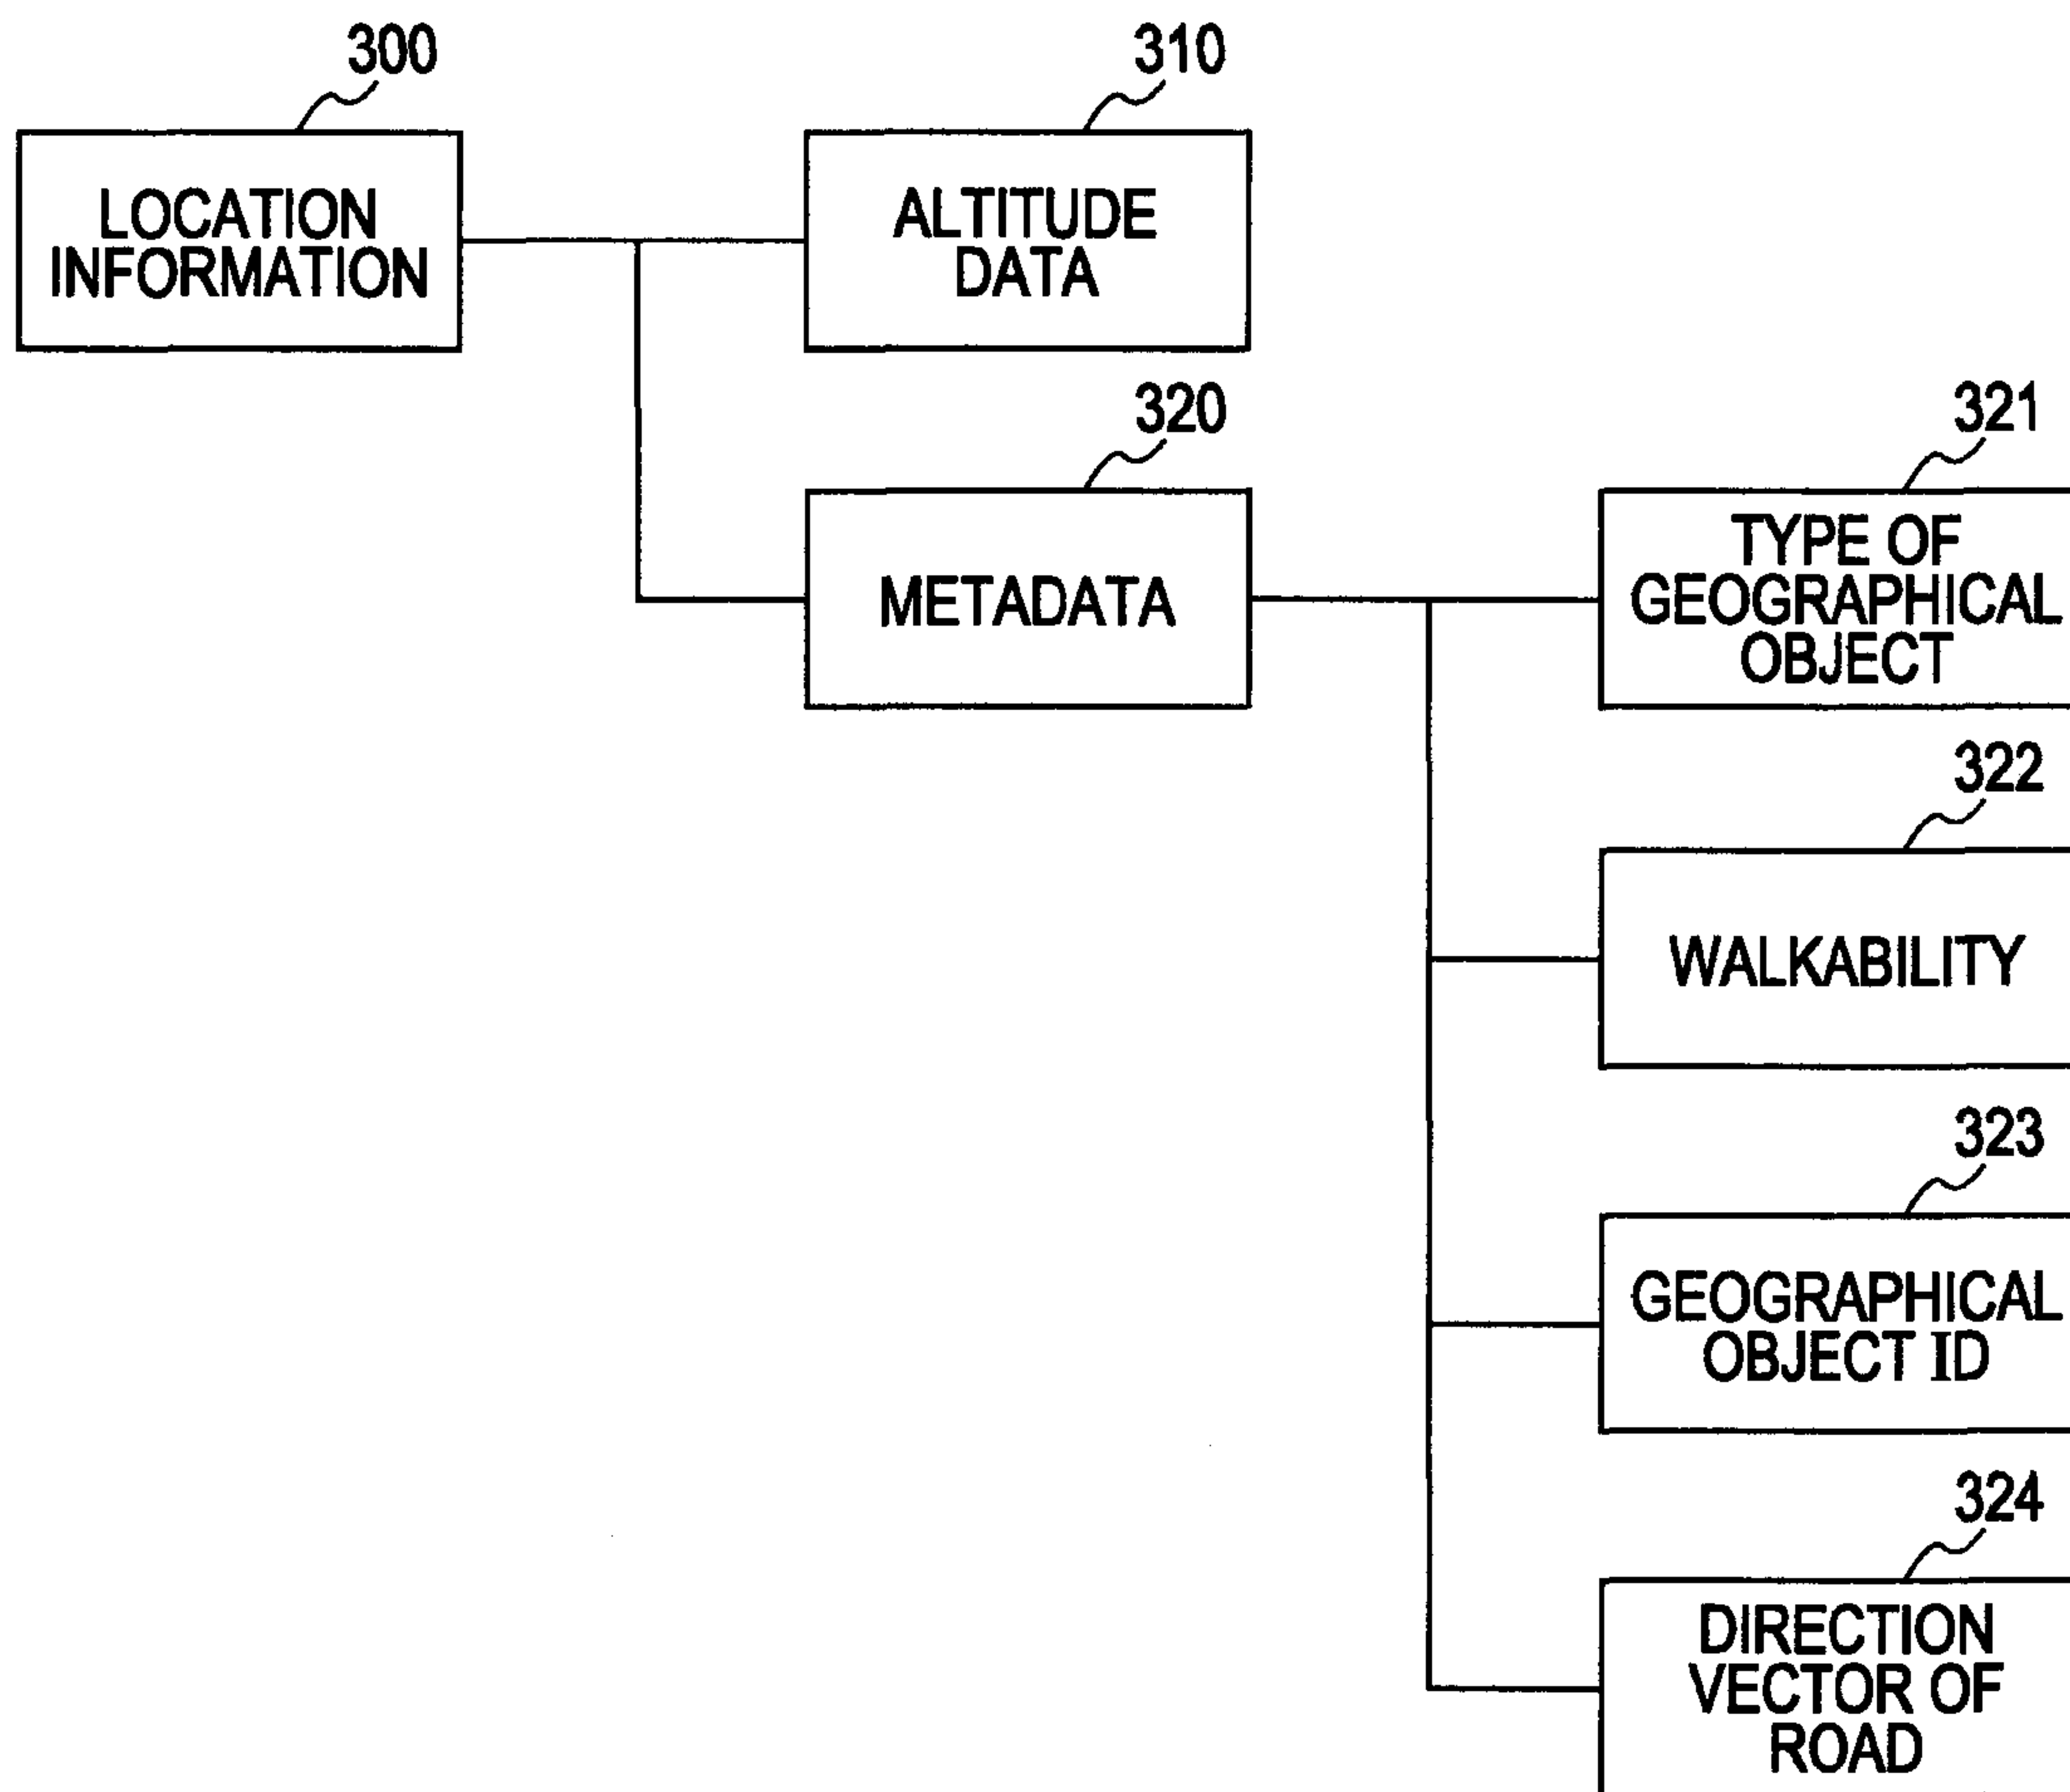 300
LOCATION
INFORMATION
310
ALTITUDE
DATA
320
METADATA
321
TYPE OF
GEOGRAPHICAL
OBJECT
322
WALKABILITY
323
GEOGRAPHICAL
OBJECT ID
324
DIRECTION
VECTOR OF
ROAD